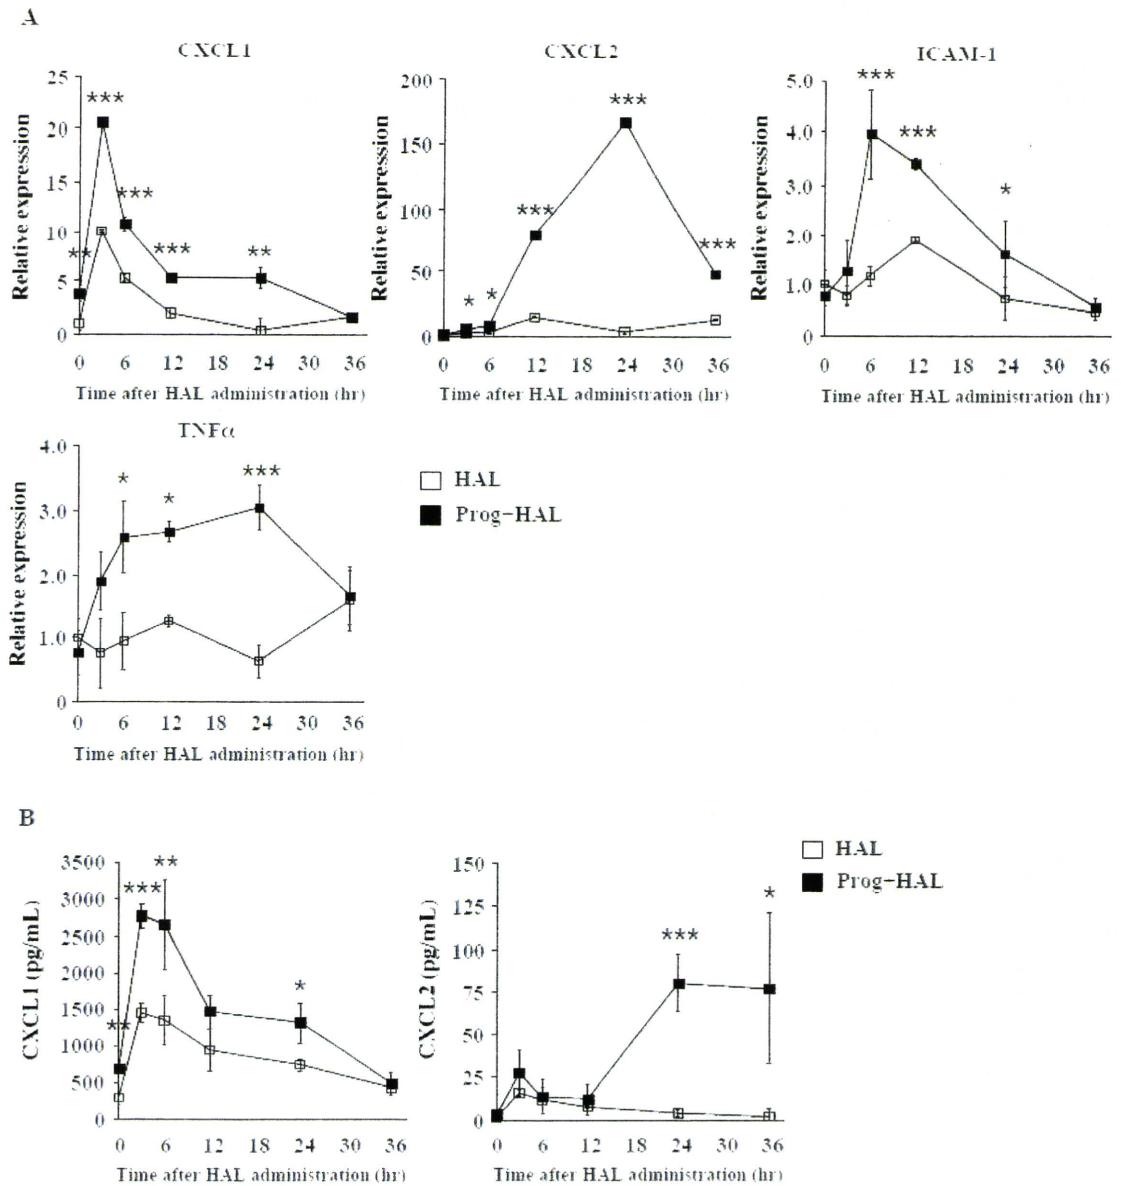 A
CXCL1
CXCL2
ICAM-1
Relative expression
25
20
15
10
5
0
***
***
**
***
**
0 6 12 18 24 30 36
Time after HAL administration (hr)
Relative expression
200
150
100
50
0
***
***
***
*
*
0 6 12 18 24 30 36
Time after HAL administration (hr)
Relative expression
5.0
4.0
3.0
2.0
1.0
0
***
***
*
0 6 12 18 24 30 36
Time after HAL administration (hr)
TNFα
Relative expression
4.0
3.0
2.0
1.0
0
*
*
***
0 6 12 18 24 30 36
Time after HAL administration (hr)
HAL
Prog-HAL
B
CXCL1 (pg/mL)
3500
3000
2500
2000
1500
1000
500
0
**
***
*
**
0 6 12 18 24 30 36
Time after HAL administration (hr)
CXCL2 (pg/mL)
150
125
100
75
50
25
0
***
*
0 6 12 18 24 30 36
Time after HAL administration (hr)
HAL
Prog-HAL